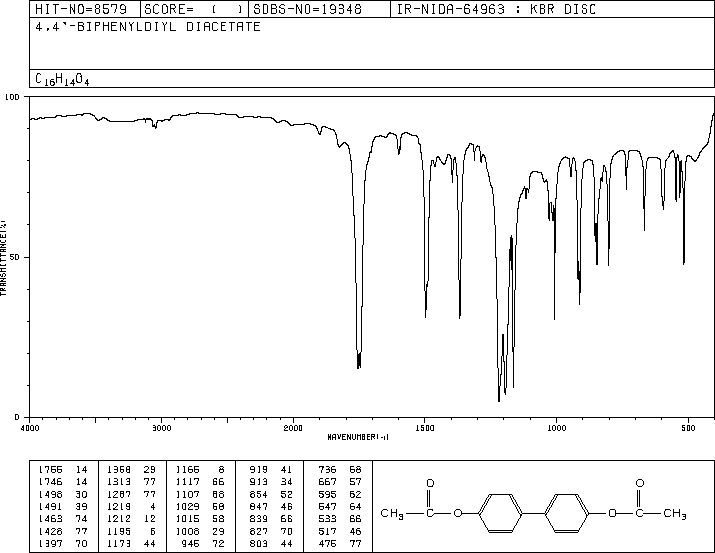 HIT-NO=8579 SCORE= ( ) SDBS-NO=19348 IR-NIDA-64963 : KBR DISC
4,4'-BIPHENYLDIYL DIACETATE
C16H14O4
100
50
0
TRANSMITTANCE(%)
4000 3000 2000 1500 1000 500
WAVENUMBER(-1)
1755 14 1368 29 1166 8 919 41 736 68
1746 14 1313 77 1117 66 913 34 667 57
1498 30 1287 77 1107 68 854 52 595 62
1491 39 1219 4 1029 60 847 46 547 64
1463 74 1212 12 1015 58 839 66 533 66
1428 77 1195 6 1008 29 827 70 517 46
1397 70 1173 44 945 72 803 44 475 77
O O
CH3 C O O C CH3